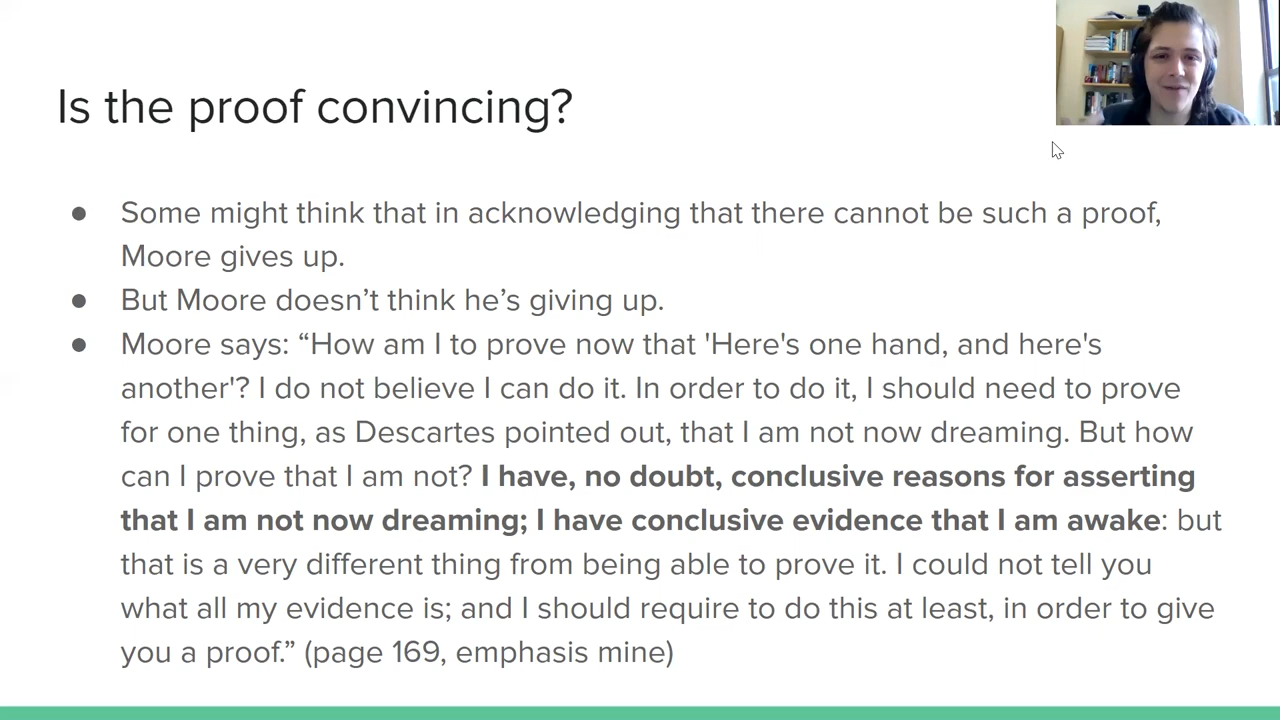 Is the proof convincing?
● Some might think that in acknowledging that there cannot be such a proof,
Moore gives up.
● But Moore doesn’t think he’s giving up.
● Moore says: “How am I to prove now that 'Here's one hand, and here's
another'? I do not believe I can do it. In order to do it, I should need to prove
for one thing, as Descartes pointed out, that I am not now dreaming. But how
can I prove that I am not? I have, no doubt, conclusive reasons for asserting
that I am not now dreaming; I have conclusive evidence that I am awake: but
that is a very different thing from being able to prove it. I could not tell you
what all my evidence is; and I should require to do this at least, in order to give
you a proof.” (page 169, emphasis mine)